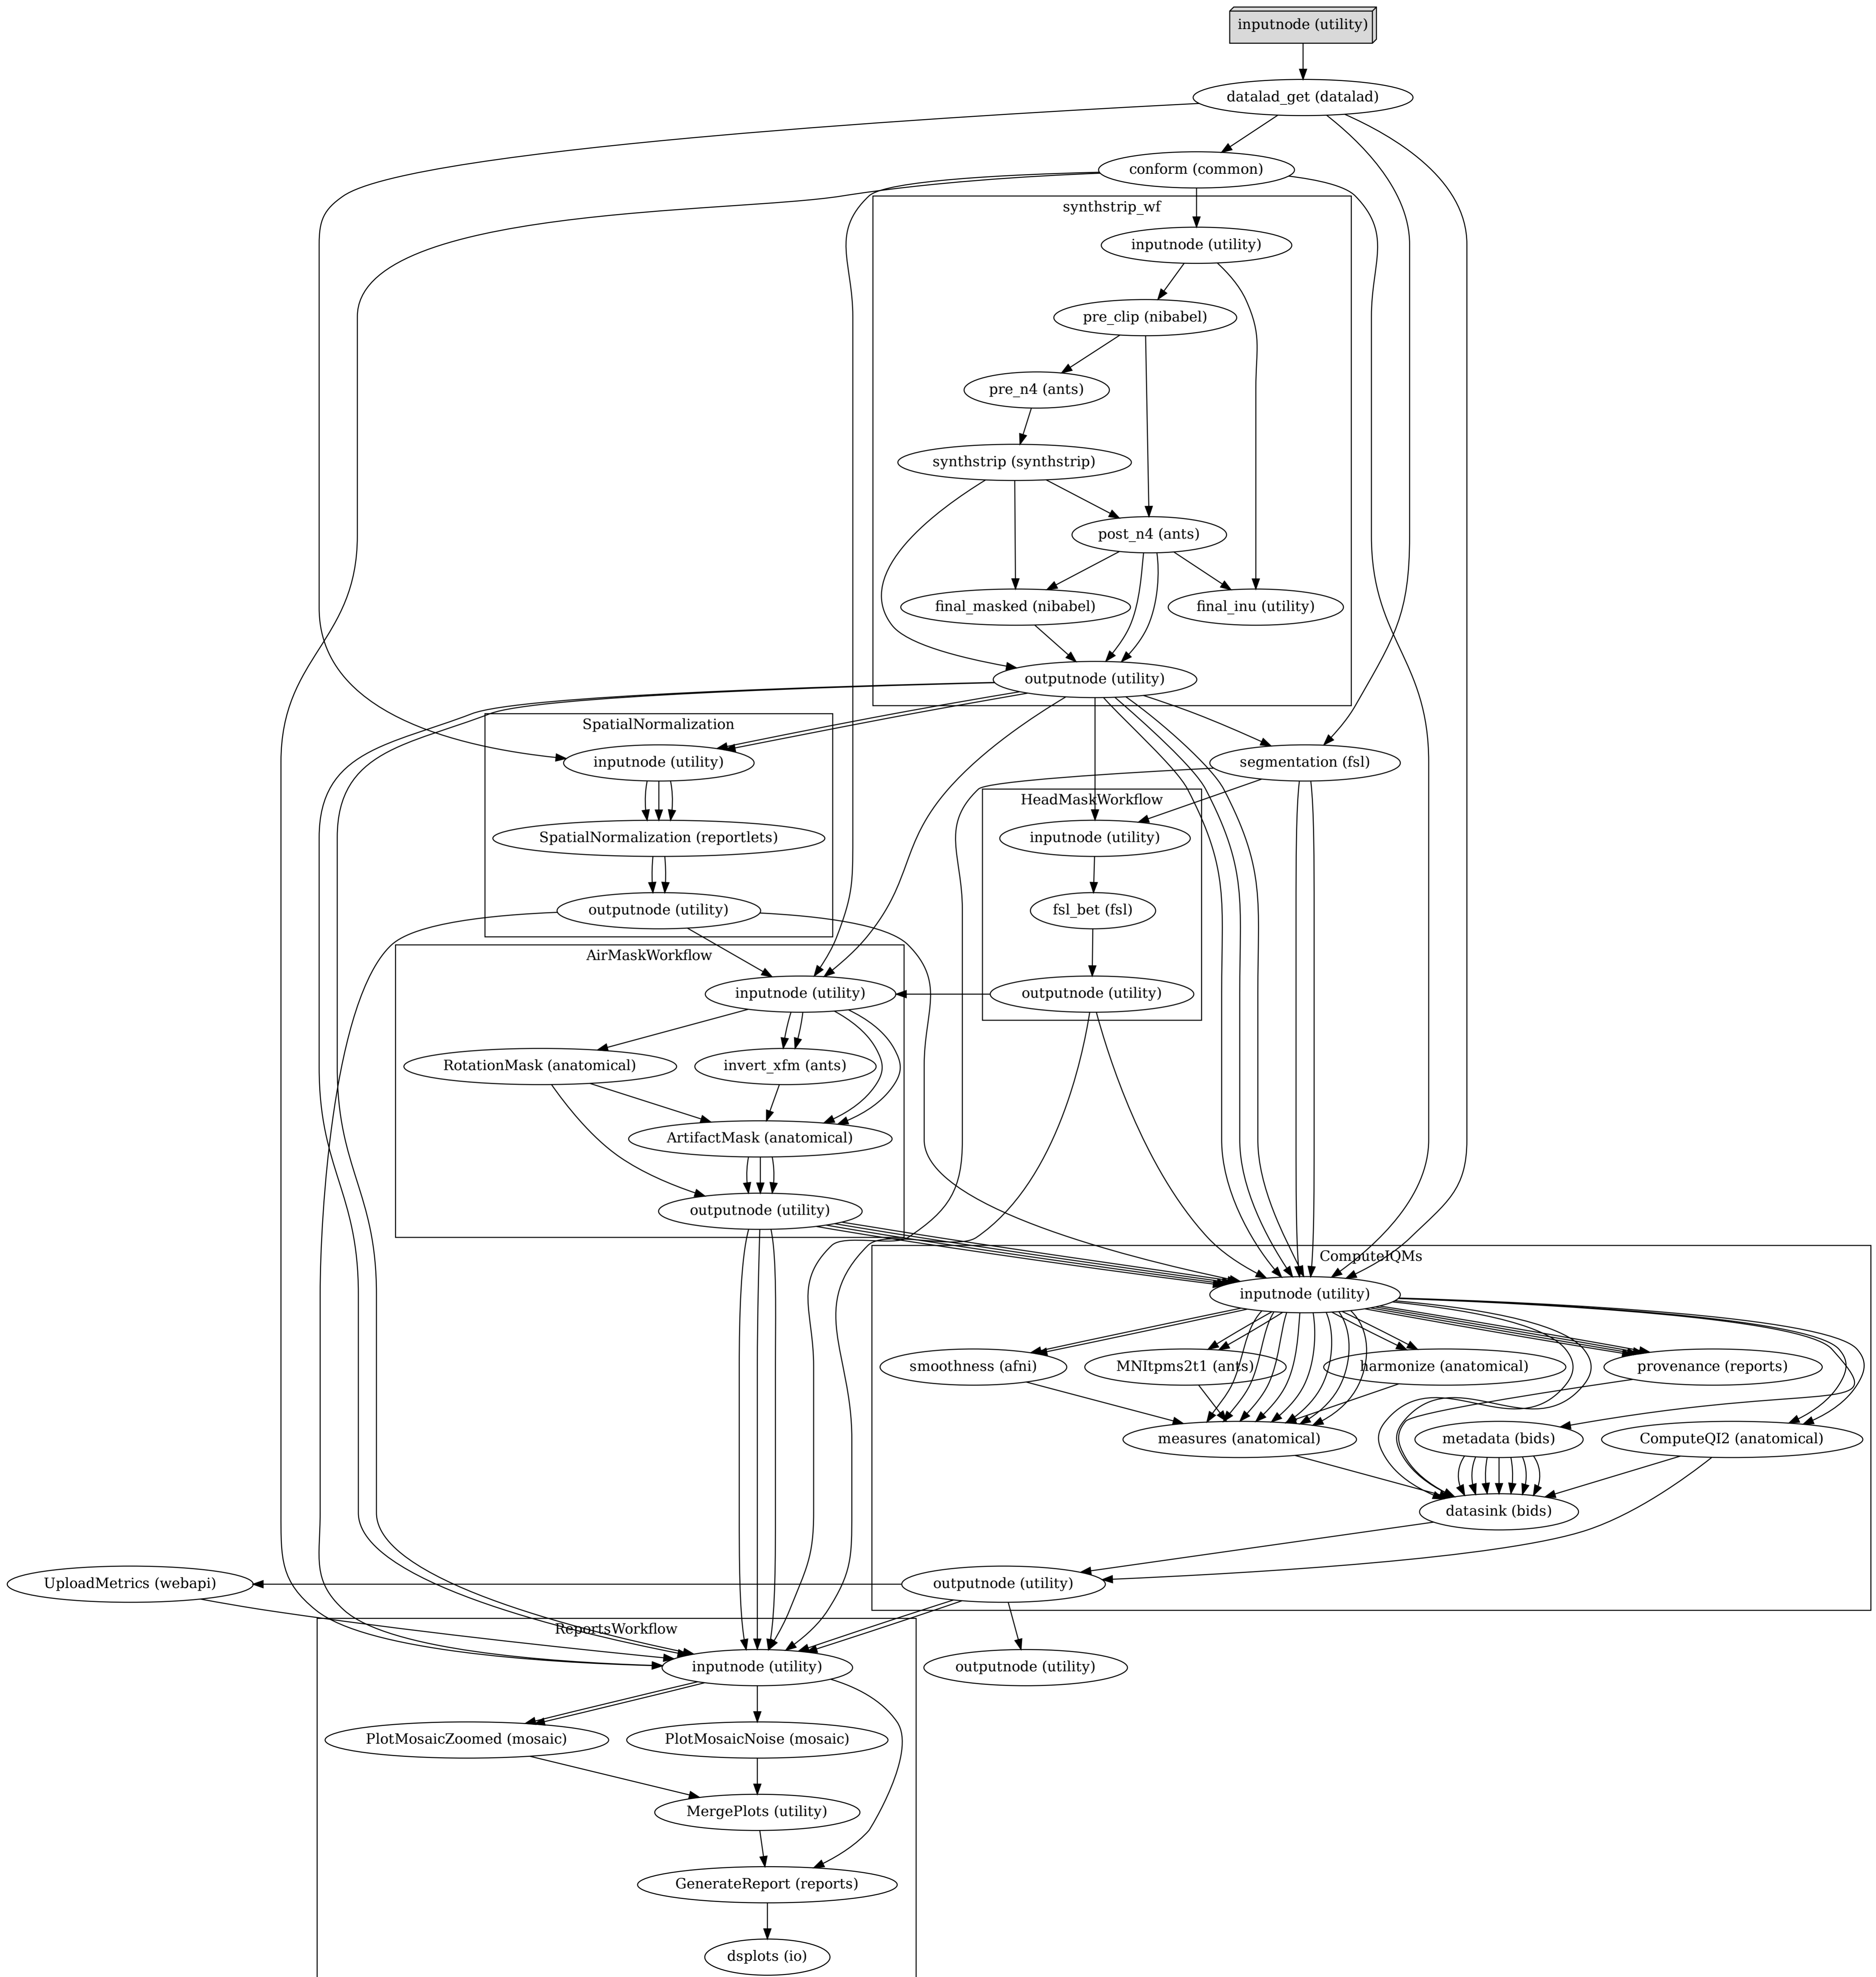 inputnode (utility)
datalad_get (datalad)
conform (common)
synthstrip_wf
inputnode (utility)
pre_clip (nibabel)
pre_n4 (ants)
synthstrip (synthstrip)
post_n4 (ants)
final_masked (nibabel)
final_inu (utility)
outputnode (utility)
SpatialNormalization
inputnode (utility)
segmentation (fsl)
HeadMaskWorkflow
SpatialNormalization (reportlets)
inputnode (utility)
outputnode (utility)
fsl_bet (fsl)
AirMaskWorkflow
inputnode (utility)
outputnode (utility)
RotationMask (anatomical)
invert_xfm (ants)
ArtifactMask (anatomical)
outputnode (utility)
ComputeIQMs
inputnode (utility)
smoothness (afni)
MNItpms2t1 (ants)
harmonize (anatomical)
provenance (reports)
measures (anatomical)
metadata (bids)
ComputeQI2 (anatomical)
datasink (bids)
UploadMetrics (webapi)
outputnode (utility)
ReportsWorkflow
inputnode (utility)
outputnode (utility)
PlotMosaicZoomed (mosaic)
PlotMosaicNoise (mosaic)
MergePlots (utility)
GenerateReport (reports)
dsplots (io)